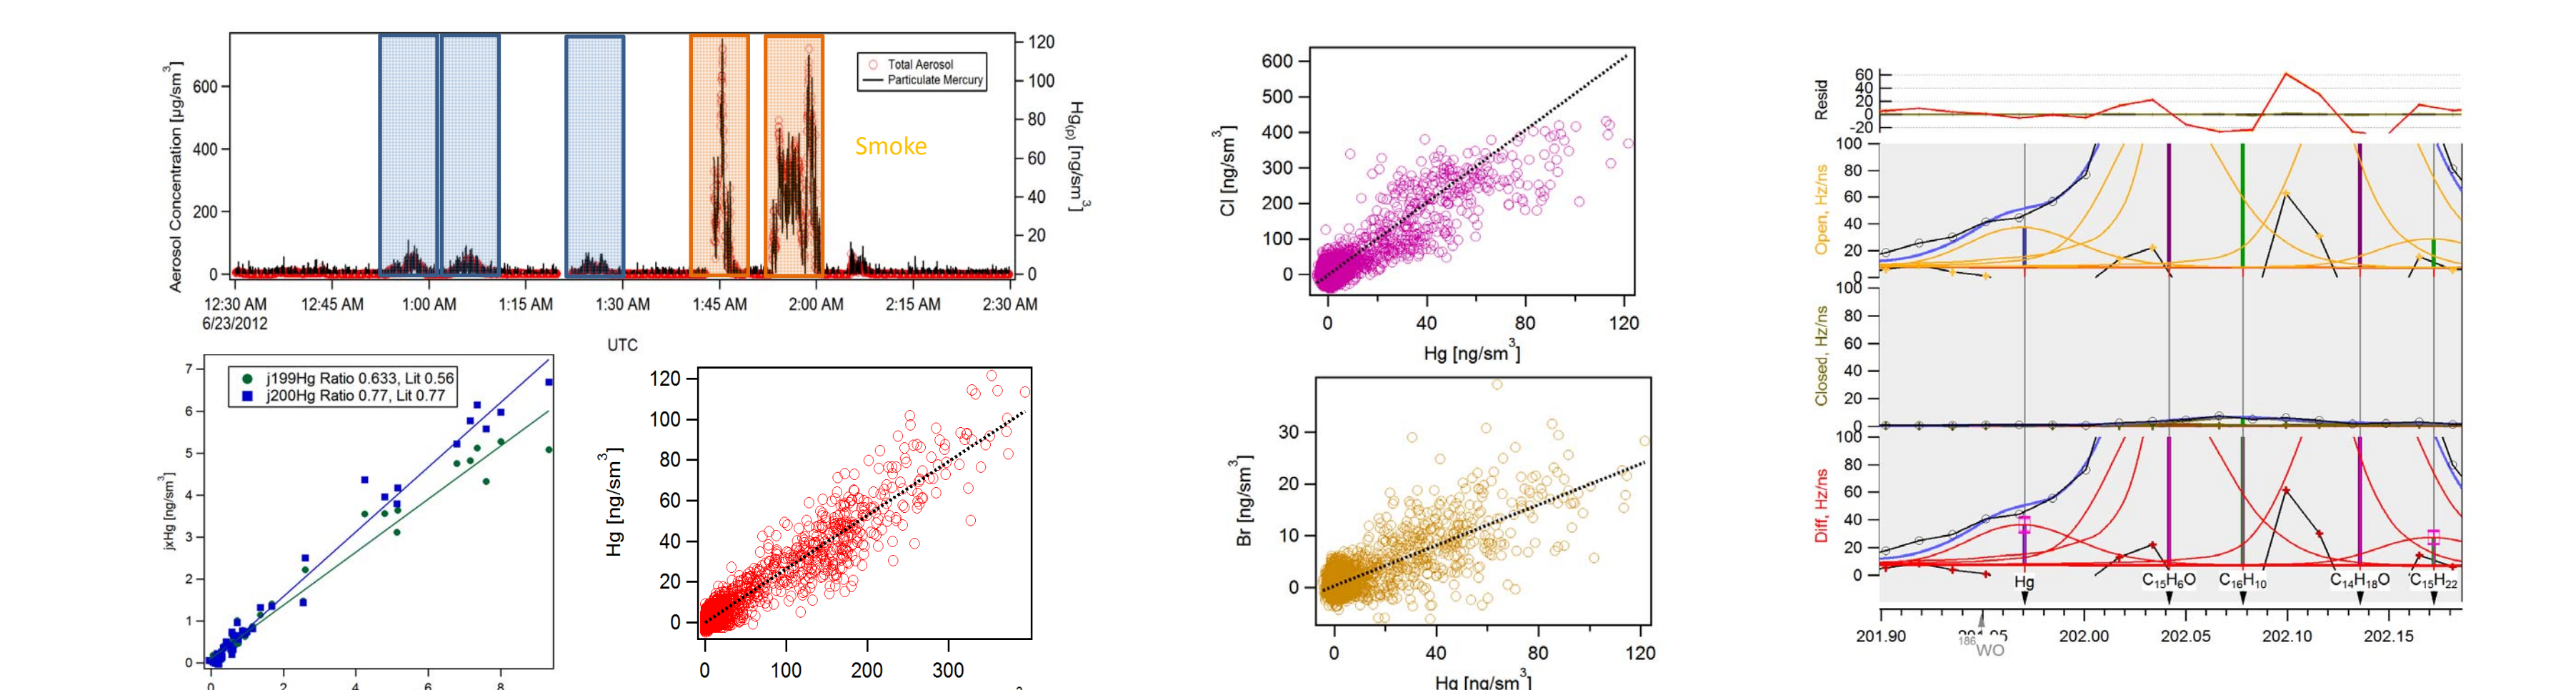 Aerosol Concentration [µg/sm³]
600
400
200
0
Total Aerosol
Particulate Mercury
Smoke
120
100
80
60
40
20
0
Hg(p) [ng/sm³]
12:30 AM 12:45 AM 1:00 AM 1:15 AM 1:30 AM 1:45 AM 2:00 AM 2:15 AM 2:30 AM
6/23/2012
UTC
jxHg [ng/sm³]
7
6
5
4
3
2
1
0
j199Hg Ratio 0.633, Lit 0.56
j200Hg Ratio 0.77, Lit 0.77
0 2 4 6 8
Hg [ng/sm³]
120
100
80
60
40
20
0
0 100 200 300
Cl [ng/sm³]
600
500
400
300
200
100
0
0 40 80 120
Hg [ng/sm³]
Br [ng/sm³]
30
20
10
0
0 40 80 120
Hg [ng/sm³]
Resid
60
40
20
0
-20
Open, Hz/ns
100
80
60
40
20
0
Closed, Hz/ns
100
80
60
40
20
0
Diff, Hz/ns
100
80
60
40
20
0
Hg C₁₅H₆O C₁₆H₁₀ C₁₄H₁₈O C₁₅H₂₂
201.90 201.95 202.00 202.05 202.10 202.15
¹⁸⁶WO